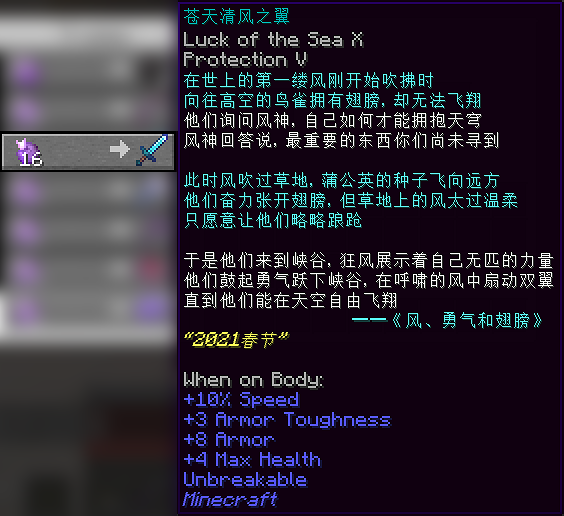 苍天清风之翼
Luck of the Sea X
Protection V
在世上的第一缕风刚开始吹拂时
向往高空的鸟雀拥有翅膀，却无法飞翔
他们询问风神，自己如何才能拥抱天穹
风神回答说，最重要的东西你们尚未寻到
此时风吹过草地，蒲公英的种子飞向远方
他们奋力张开翅膀，但草地上的风太过温柔
只愿意让他们略略踉跄
于是他们来到峡谷，狂风展示着自己无匹的力量
他们鼓起勇气跃下峡谷，在呼啸的风中扇动双翼
直到他们能在天空自由飞翔
——《风、勇气和翅膀》
“2021春节”
When on Body:
+10% Speed
+3 Armor Toughness
+8 Armor
+4 Max Health
Unbreakable
Minecraft
16